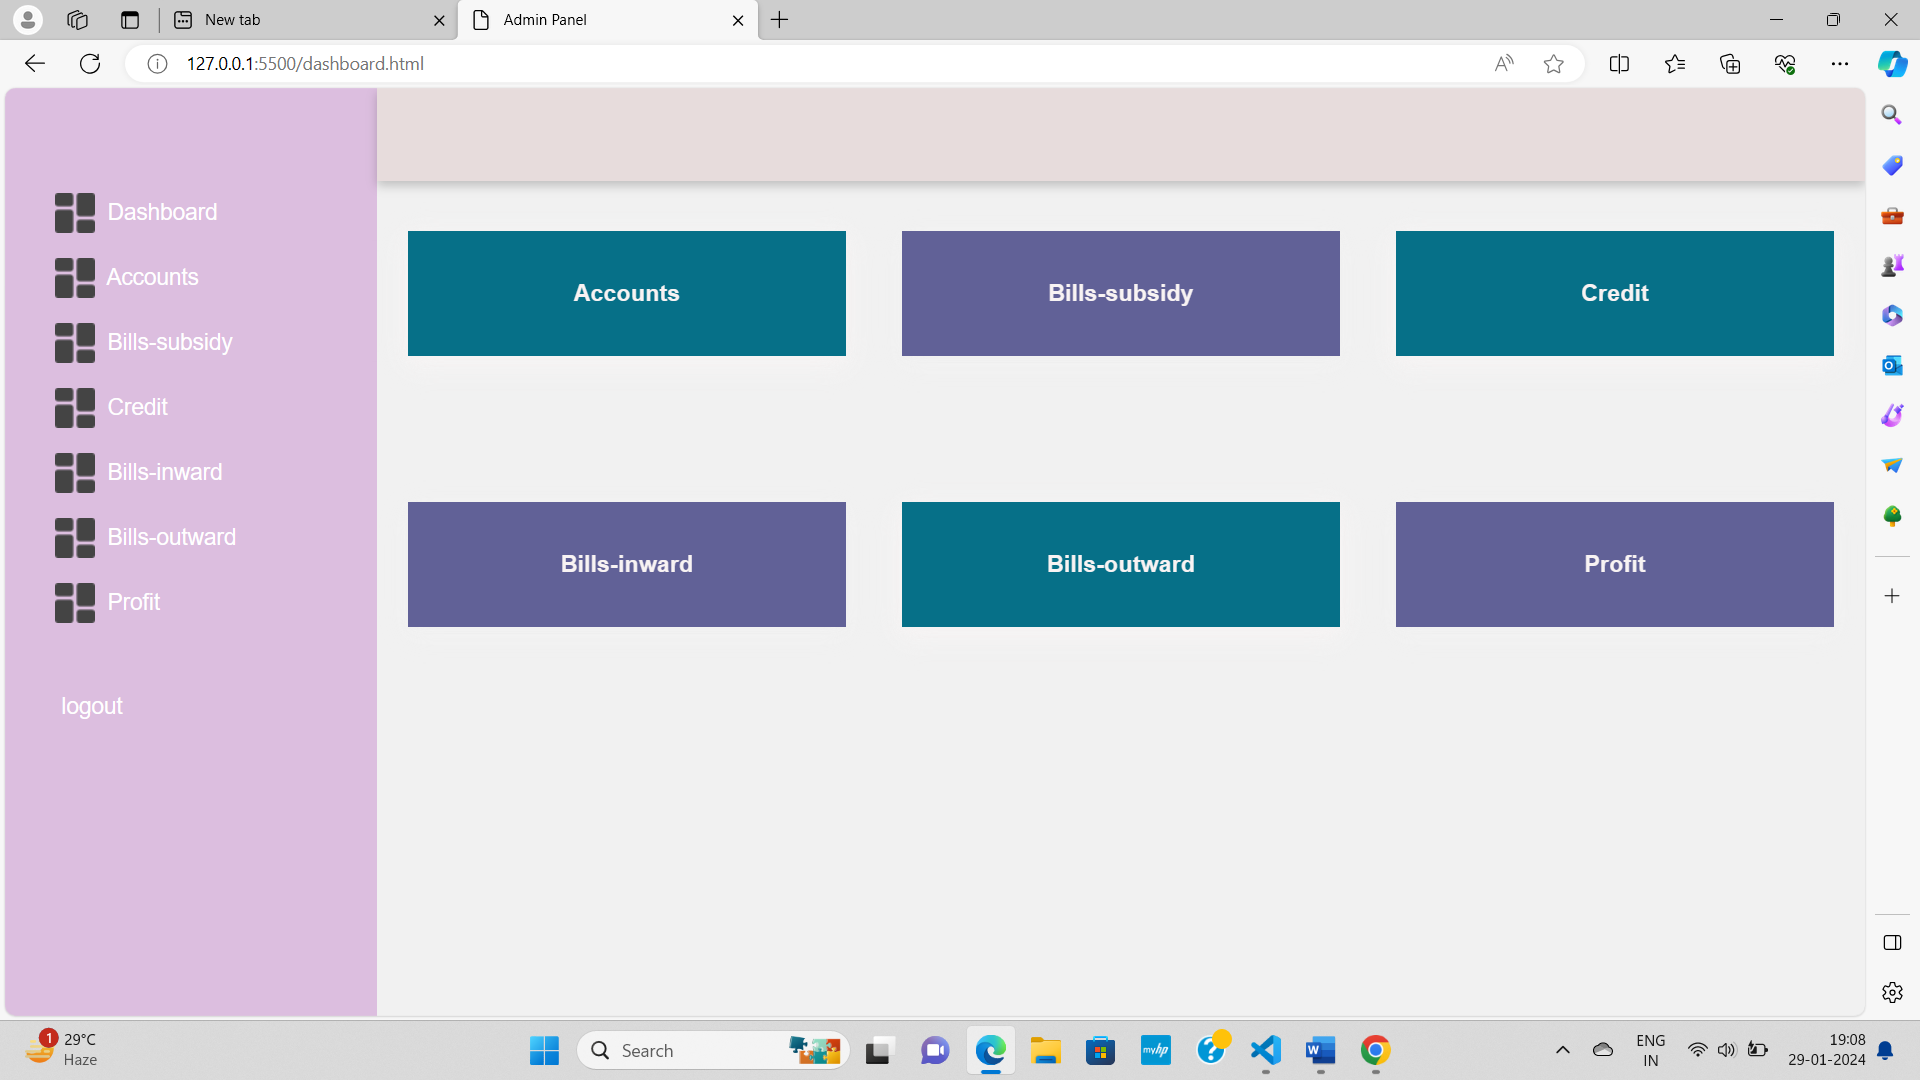 New tab
Admin Panel
127.0.0.1:5500/dashboard.html
Dashboard
Accounts
Bills-subsidy
Credit
Bills-inward
Bills-outward
Profit
logout
Accounts
Bills-subsidy
Credit
Bills-inward
Bills-outward
Profit
1
29°C
Haze
Search
myhp
ENG
IN
19:08
29-01-2024